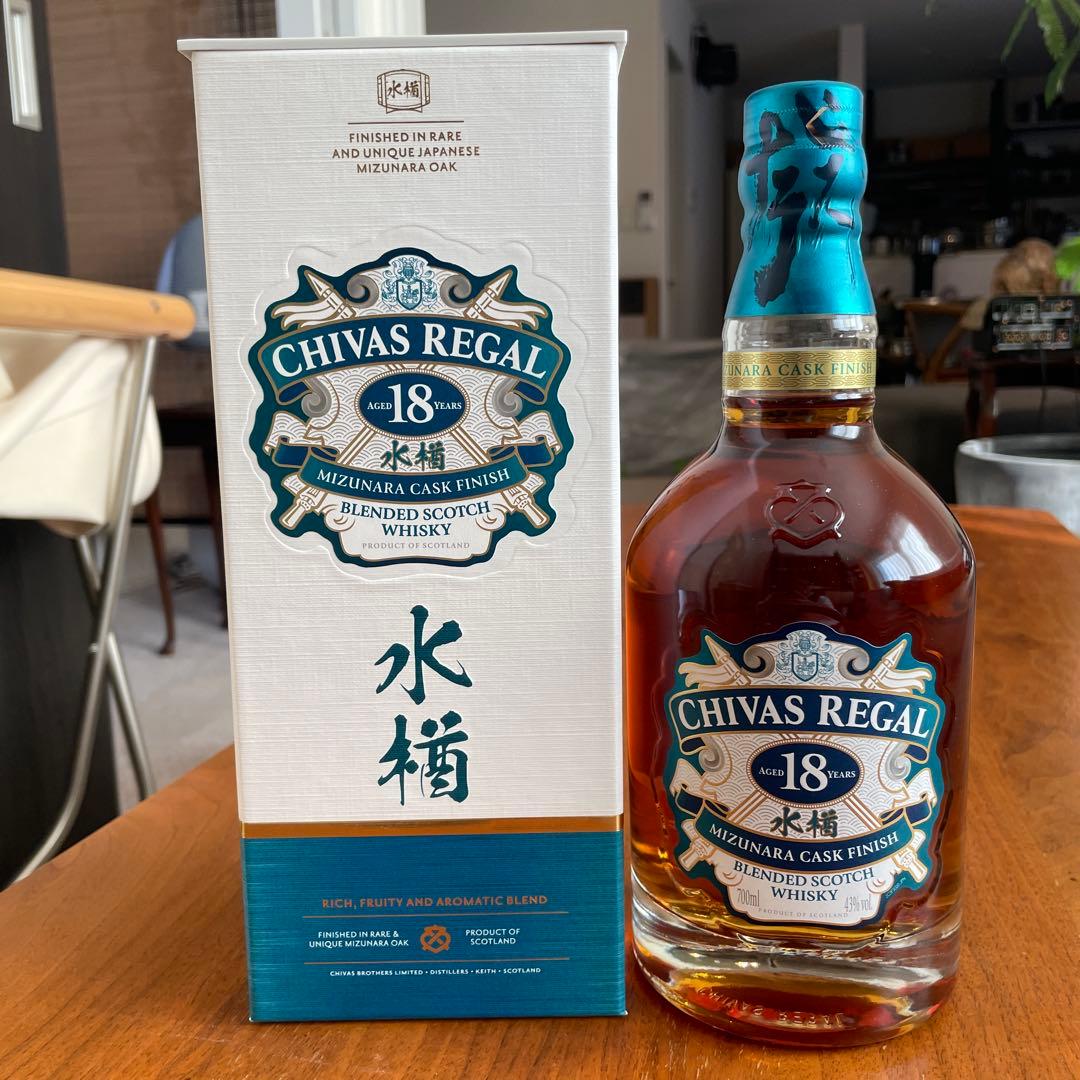 水楢
FINISHED IN RARE
AND UNIQUE JAPANESE
MIZUNARA OAK
CHIVAS REGAL
AGED 18 YEARS
水楢
MIZUNARA CASK FINISH
BLENDED SCOTCH
WHISKY
PRODUCT OF SCOTLAND
水
楢
RICH, FRUITY AND AROMATIC BLEND
FINISHED IN RARE &
UNIQUE MIZUNARA OAK
PRODUCT OF
SCOTLAND
CHIVAS BROTHERS LIMITED • DISTILLERS • KEITH • SCOTLAND
ZUNARA CASK FINISH
CHIVAS REGAL
AGED 18 YEARS
水楢
MIZUNARA CASK FINISH
BLENDED SCOTCH
WHISKY
700ml
43% vol.
PRODUCT OF SCOTLAND
CHIVAS REGAL